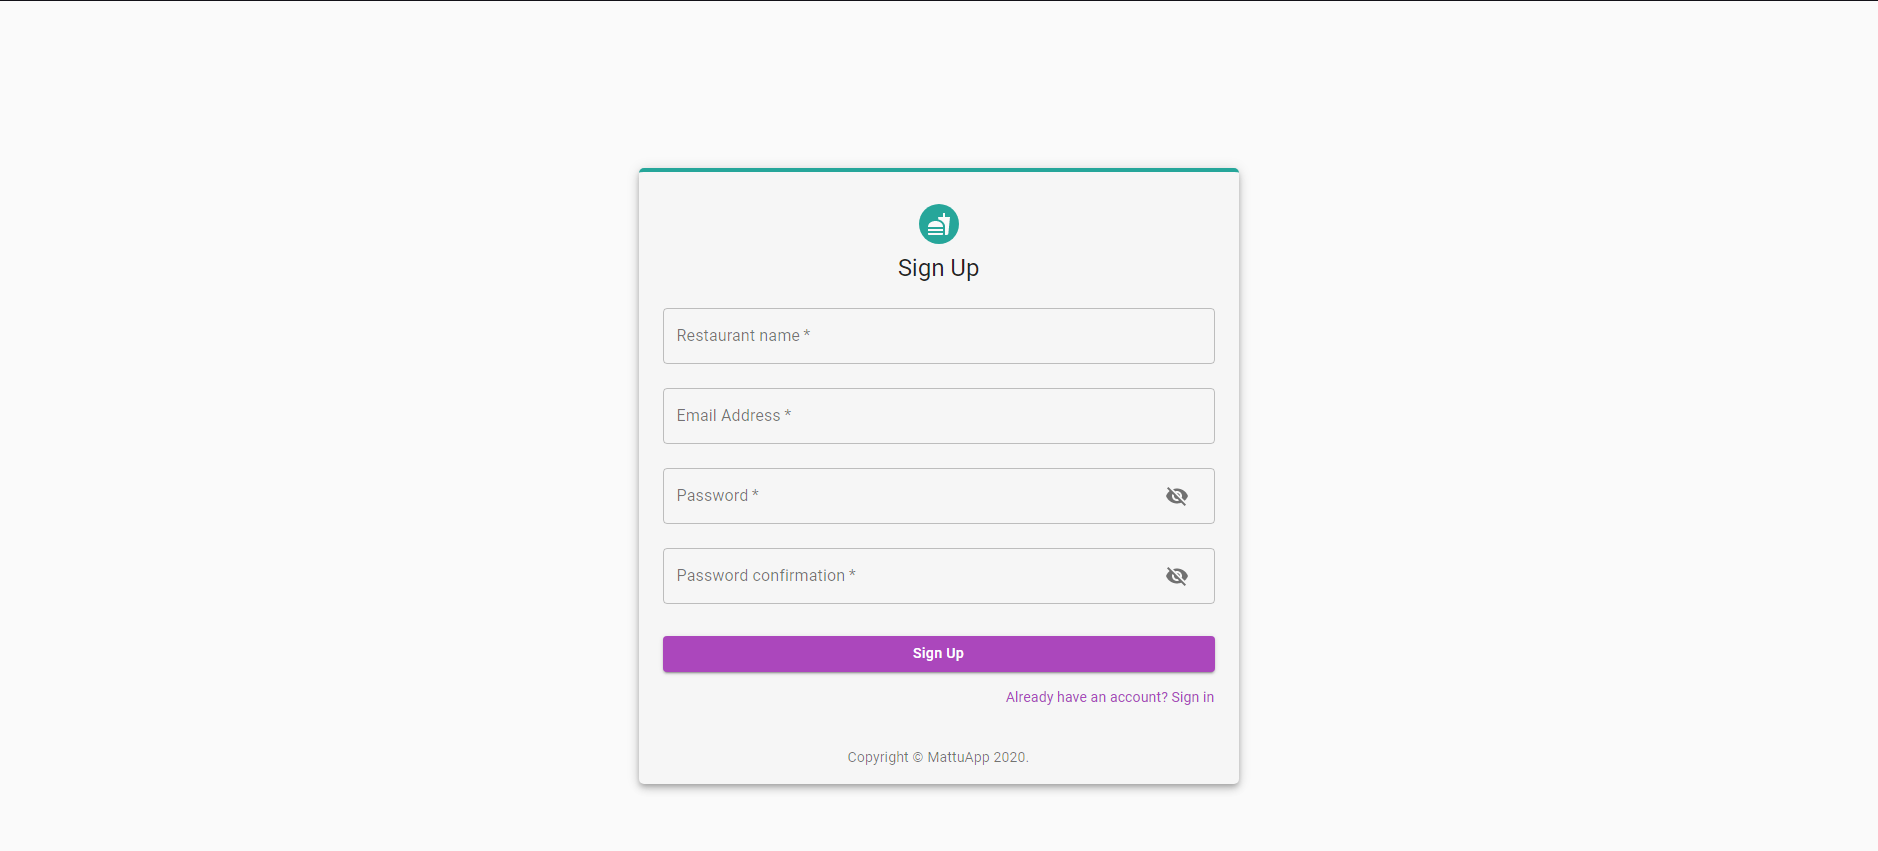 Sign Up
Restaurant name *
Email Address *
Password *
Password confirmation *
Sign Up
Already have an account? Sign in
Copyright © MattuApp 2020.